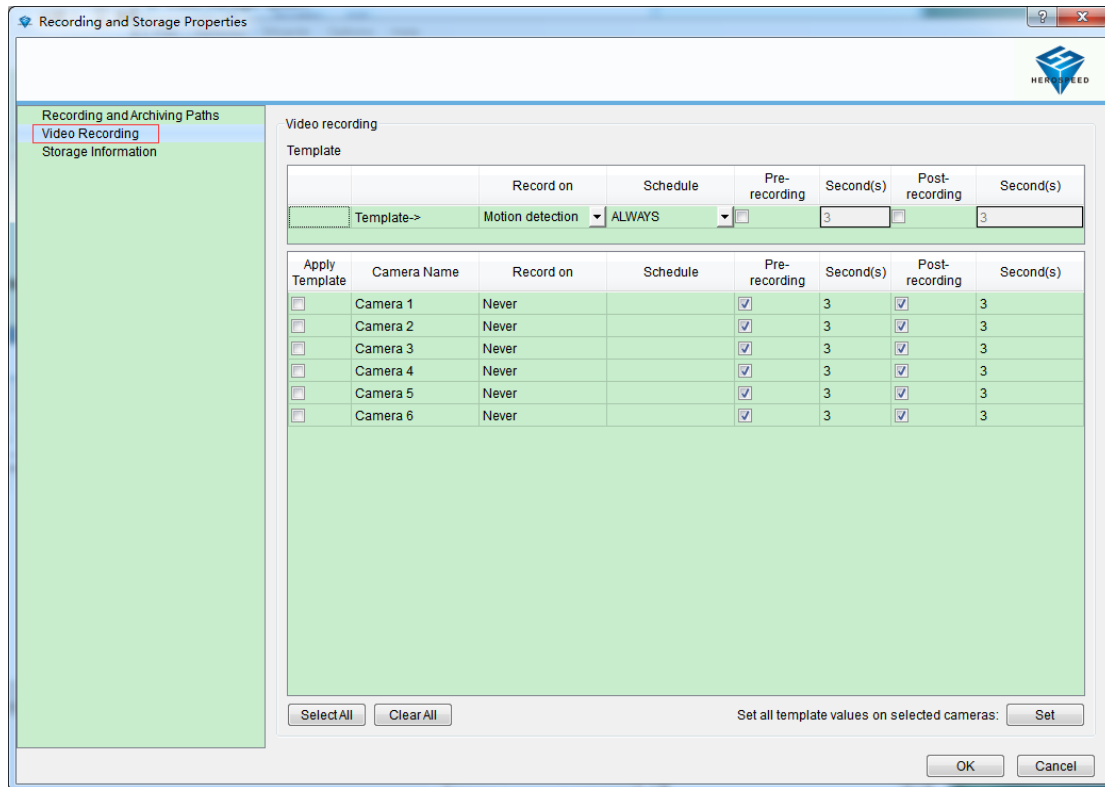 Recording and Storage Properties
HEROSPEED
Recording and Archiving Paths
Video Recording
Storage Information
Video recording
Template
Record on Schedule Pre-recording Second(s) Post-recording Second(s)
Template-> Motion detection ALWAYS 3 3
Apply Template Camera Name Record on Schedule Pre-recording Second(s) Post-recording Second(s)
Camera 1 Never 3 3
Camera 2 Never 3 3
Camera 3 Never 3 3
Camera 4 Never 3 3
Camera 5 Never 3 3
Camera 6 Never 3 3
Select All Clear All Set all template values on selected cameras: Set
OK Cancel